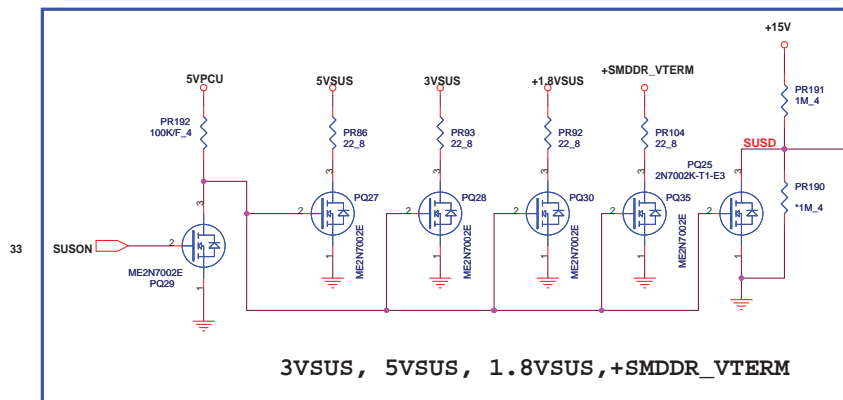 +15V
5VPCU
5VSUS
3VSUS
+1.8VSUS
+SMDDR_VTERM
PR192
100K/F_4
PR86
22_8
PR93
22_8
PR92
22_8
PR104
22_8
PR191
1M_4
SUSD
PQ25
2N7002K-T1-E3
PR190
*1M_4
3
3
3
3
3
3
PQ27
PQ28
PQ30
PQ35
2
2
2
2
2
2
33
SUSON
ME2N7002E
PQ29
ME2N7002E
ME2N7002E
ME2N7002E
ME2N7002E
1
1
1
1
1
1
3VSUS, 5VSUS, 1.8VSUS,+SMDDR_VTERM